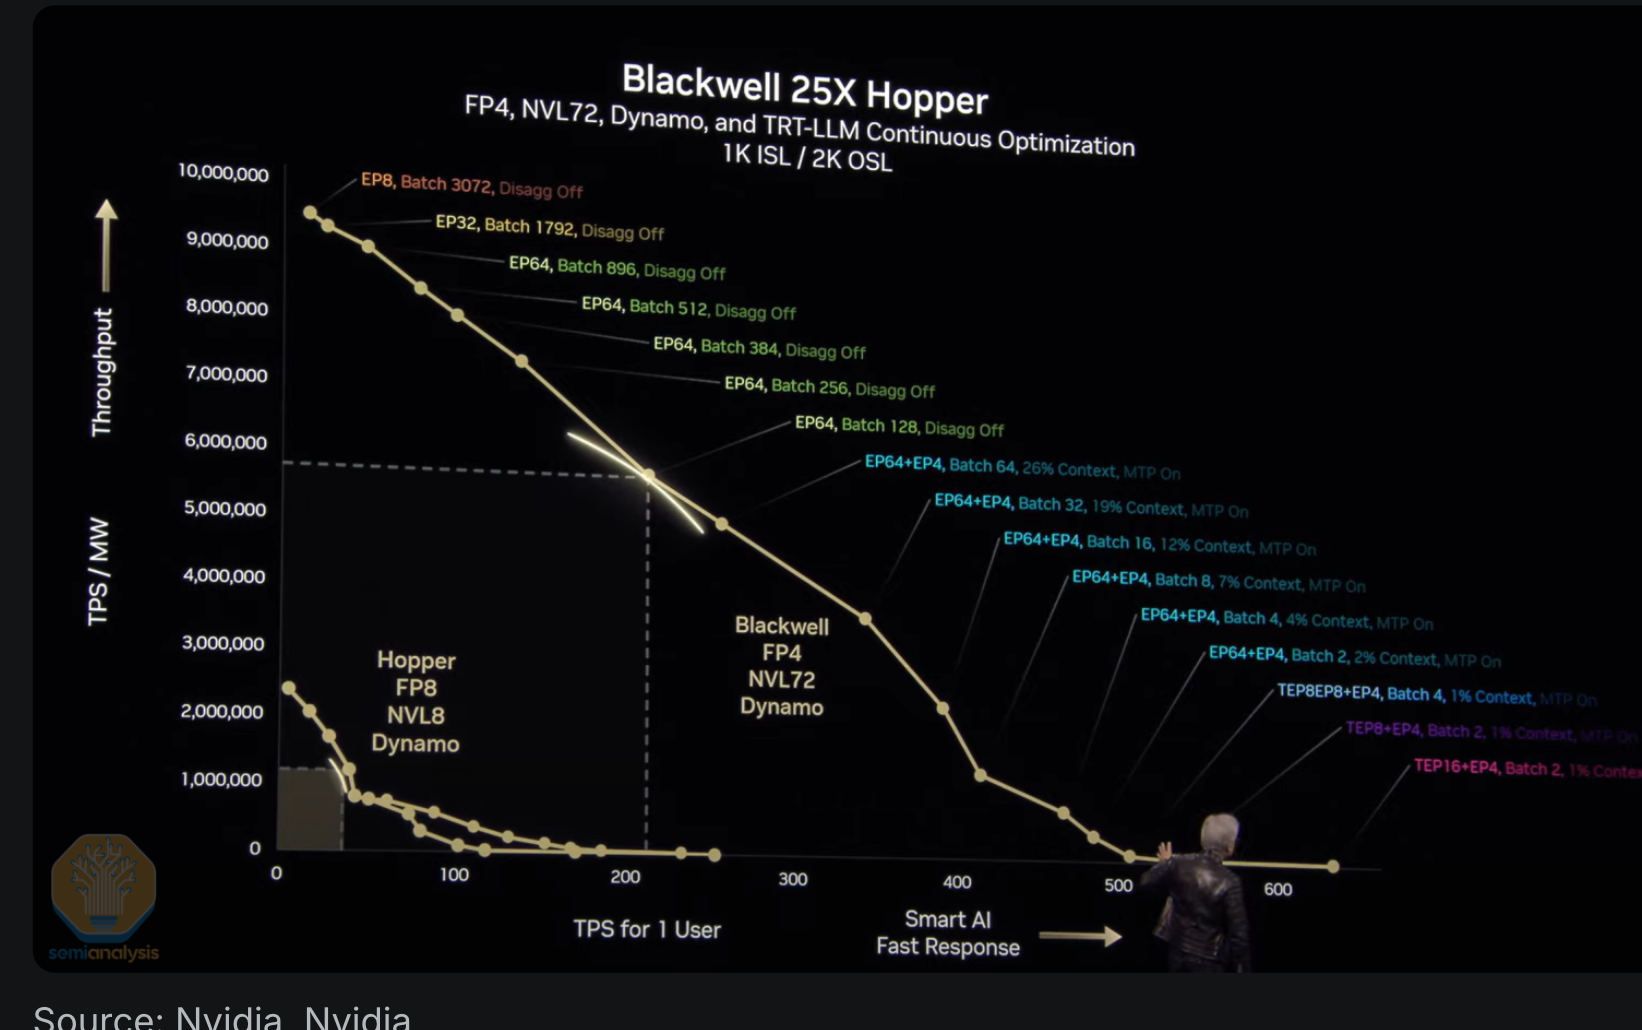 Blackwell 25X Hopper
FP4, NVL72, Dynamo, and TRT-LLM Continuous Optimization
1K ISL / 2K OSL
10,000,000
9,000,000
8,000,000
7,000,000
6,000,000
5,000,000
4,000,000
3,000,000
2,000,000
1,000,000
0
Throughput
TPS / MW
EP8, Batch 3072, Disagg Off
EP32, Batch 1792, Disagg Off
EP64, Batch 896, Disagg Off
EP64, Batch 512, Disagg Off
EP64, Batch 384, Disagg Off
EP64, Batch 256, Disagg Off
EP64, Batch 128, Disagg Off
EP64+EP4, Batch 64, 26% Context, MTP On
EP64+EP4, Batch 32, 19% Context, MTP On
EP64+EP4, Batch 16, 12% Context, MTP On
EP64+EP4, Batch 8, 7% Context, MTP On
EP64+EP4, Batch 4, 4% Context, MTP On
EP64+EP4, Batch 2, 2% Context, MTP On
TEP8EP8+EP4, Batch 4, 1% Context, MTP On
TEP8+EP4, Batch 2, 1% Context, MTP On
TEP16+EP4, Batch 2, 1% Contex
Hopper
FP8
NVL8
Dynamo
Blackwell
FP4
NVL72
Dynamo
0
100
200
300
400
500
600
TPS for 1 User
Smart AI
Fast Response
semianalysis
Source: Nvidia, Nvidia